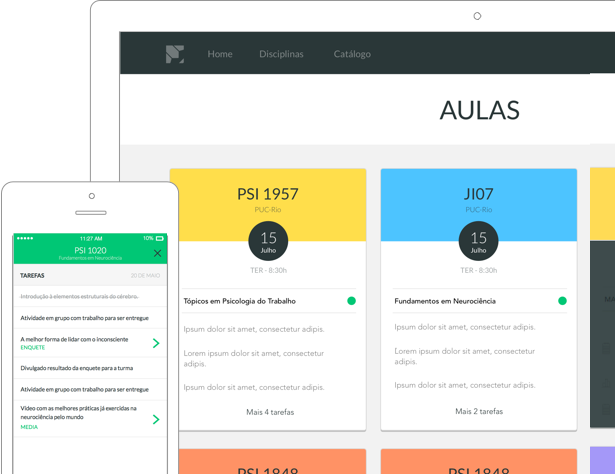 Home Disciplinas Catálogo
AULAS
PSI 1957
PUC-Rio
15
Julho
TER - 8:30h
Tópicos em Psicologia do Trabalho
Ipsum dolor sit amet, consectetur adipis.
Lorem ipsum dolor sit amet, consectetur
adipis.
Ipsum dolor sit amet, consectetur adipis.
Mais 4 tarefas
JI07
PUC-Rio
15
Julho
TER - 8:30h
Fundamentos em Neurociência
Ipsum dolor sit amet, consectetur adipis.
Lorem ipsum dolor sit amet, consectetur
adipis.
Ipsum dolor sit amet, consectetur adipis.
Mais 2 tarefas
PSI 1848
PSI 1848
11:27 AM 10%
PSI 1020
Fundamentos em Neurociência
TAREFAS 20 DE MAIO
Introdução à elementos estruturais do cérebro.
Atividade em grupo com trabalho para ser entregue
A melhor forma de lidar com o inconsciente
ENQUETE
Divulgado resultado da enquete para a turma
Atividade em grupo com trabalho para ser entregue
Vídeo com as melhores práticas já exercidas na
neurociência pelo mundo
MEDIA